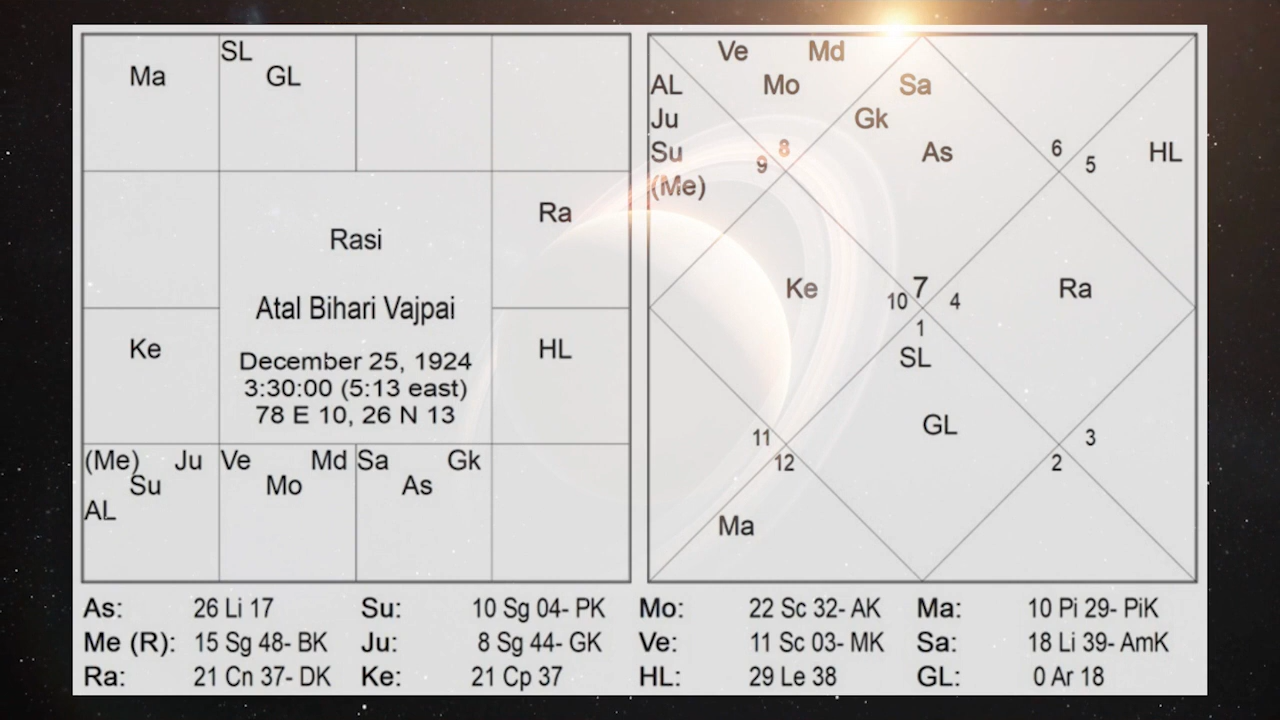 Ma
SL
GL
Ra
Rasi
Atal Bihari Vajpai
December 25, 1924
3:30:00 (5:13 east)
78 E 10, 26 N 13
Ke
HL
(Me) Ju
Su
AL
Ve Md
Mo
Sa Gk
As
Ve Md
AL Mo Sa
Ju Gk
Su As
(Me)
8
9
6
5
HL
Ke
7
10 4
1
Ra
SL
GL
11
12
3
2
Ma
As: 26 Li 17 Su: 10 Sg 04- PK Mo: 22 Sc 32- AK Ma: 10 Pi 29- PiK
Me (R): 15 Sg 48- BK Ju: 8 Sg 44- GK Ve: 11 Sc 03- MK Sa: 18 Li 39- AmK
Ra: 21 Cn 37- DK Ke: 21 Cp 37 HL: 29 Le 38 GL: 0 Ar 18